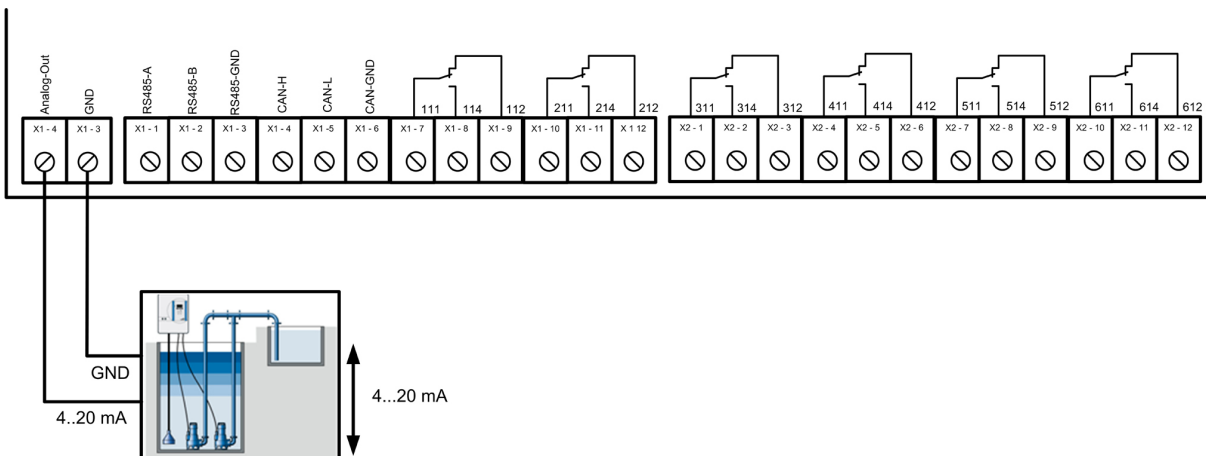 Analog-Out GND RS485-A RS485-B RS485-GND CAN-H CAN-L CAN-GND
111 114 112 211 214 212 311 314 312 411 414 412 511 514 512 611 614 612
X1 - 4 X1 - 3 X1 - 1 X1 - 2 X1 - 3 X1 - 4 X1 -5 X1 - 6 X1 - 7 X1 - 8 X1 - 9 X1 - 10 X1 - 11 X 1 12 X2 - 1 X2 - 2 X2 - 3 X2 - 4 X2 - 5 X2 - 6 X2 - 7 X2 - 8 X2 - 9 X2 - 10 X2 - 11 X2 - 12
GND
4...20 mA
4..20 mA